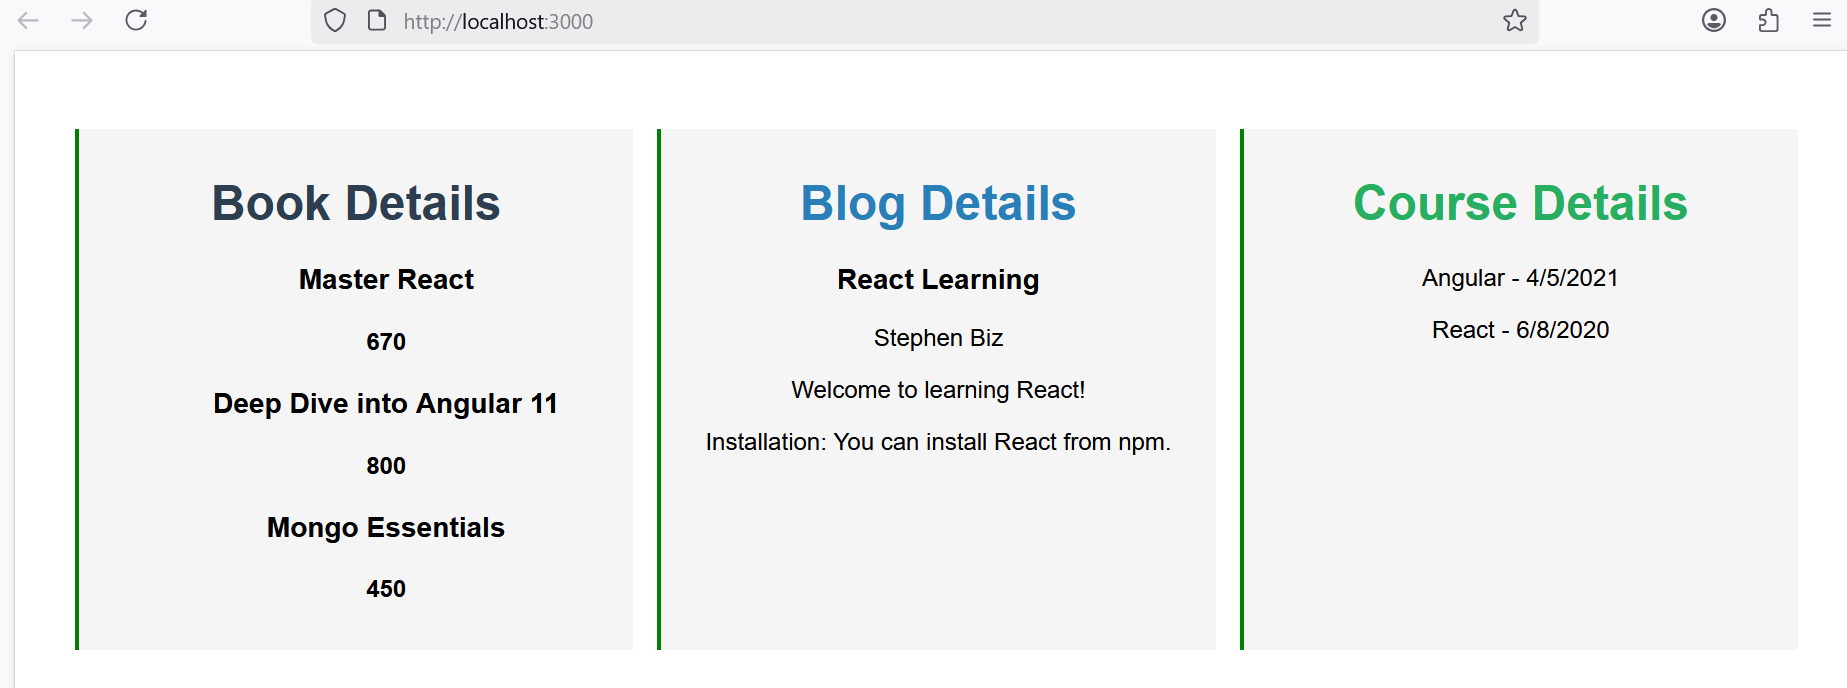 http://localhost:3000
Book Details
Master React
670
Deep Dive into Angular 11
800
Mongo Essentials
450
Blog Details
React Learning
Stephen Biz
Welcome to learning React!
Installation: You can install React from npm.
Course Details
Angular - 4/5/2021
React - 6/8/2020